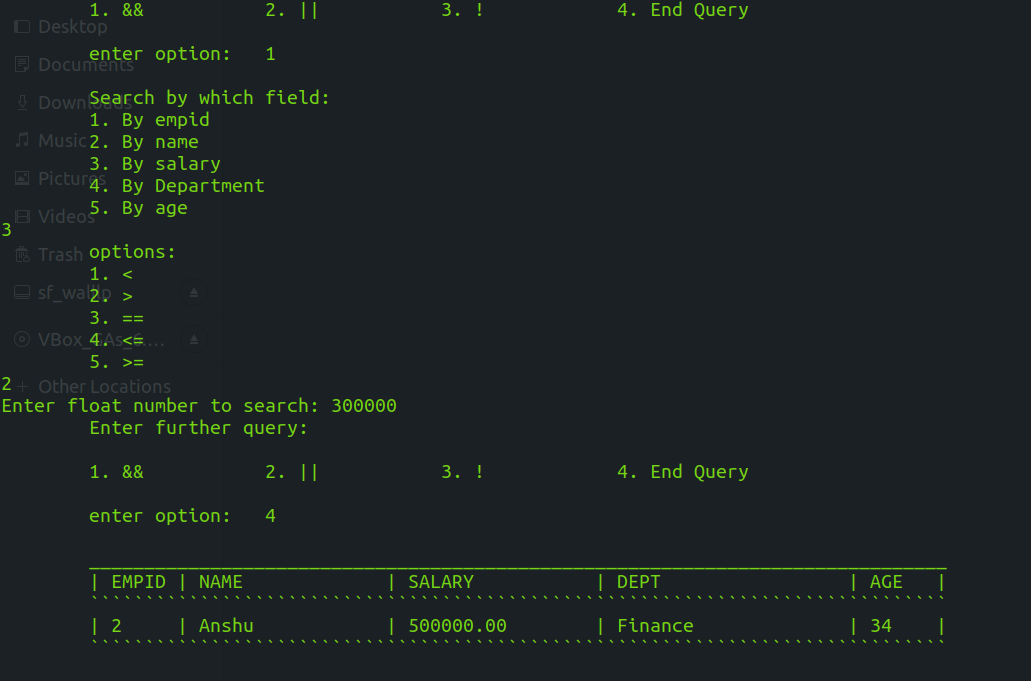 1. && 2. || 3. ! 4. End Query
Desktop
enter option: 1
Documents
Search by which field:
Downloads
1. By empid
Music
2. By name
3. By salary
Pictures
4. By Department
5. By age
Videos
3
Trash
options:
1. <
sf_walllp
2. >
3. ==
VBox_GAs_6....
4. <=
5. >=
2
Other Locations
Enter float number to search: 300000
Enter further query:
1. && 2. || 3. ! 4. End Query
enter option: 4
| EMPID | NAME | SALARY | DEPT | AGE |
| 2 | Anshu | 500000.00 | Finance | 34 |